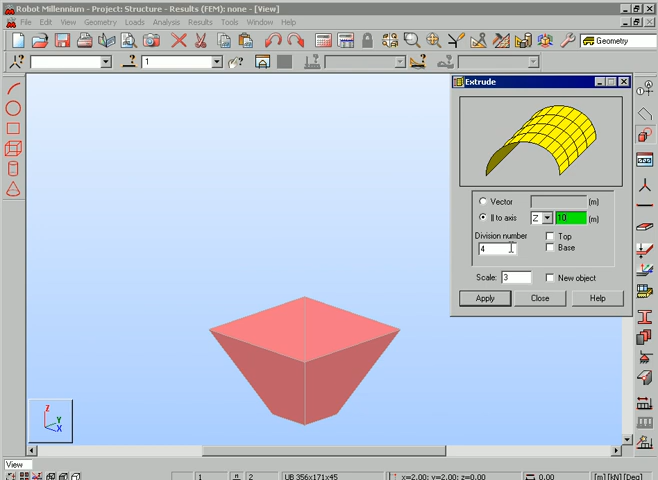 Robot Millennium - Project: Structure - Results (FEM): none - [View]
File Edit View Geometry Loads Analysis Results Tools Window Help
Geometry
1
Extrude
Vector (m)
|| to axis Z 10 (m)
Division number Top
4 Base
Scale: 3 New object
Apply Close Help
Z
Y
X
View
1 2 UB 356x171x45 x=2.00; y=2.00; z=0.00 0.00 [m] [kN] [Deg]